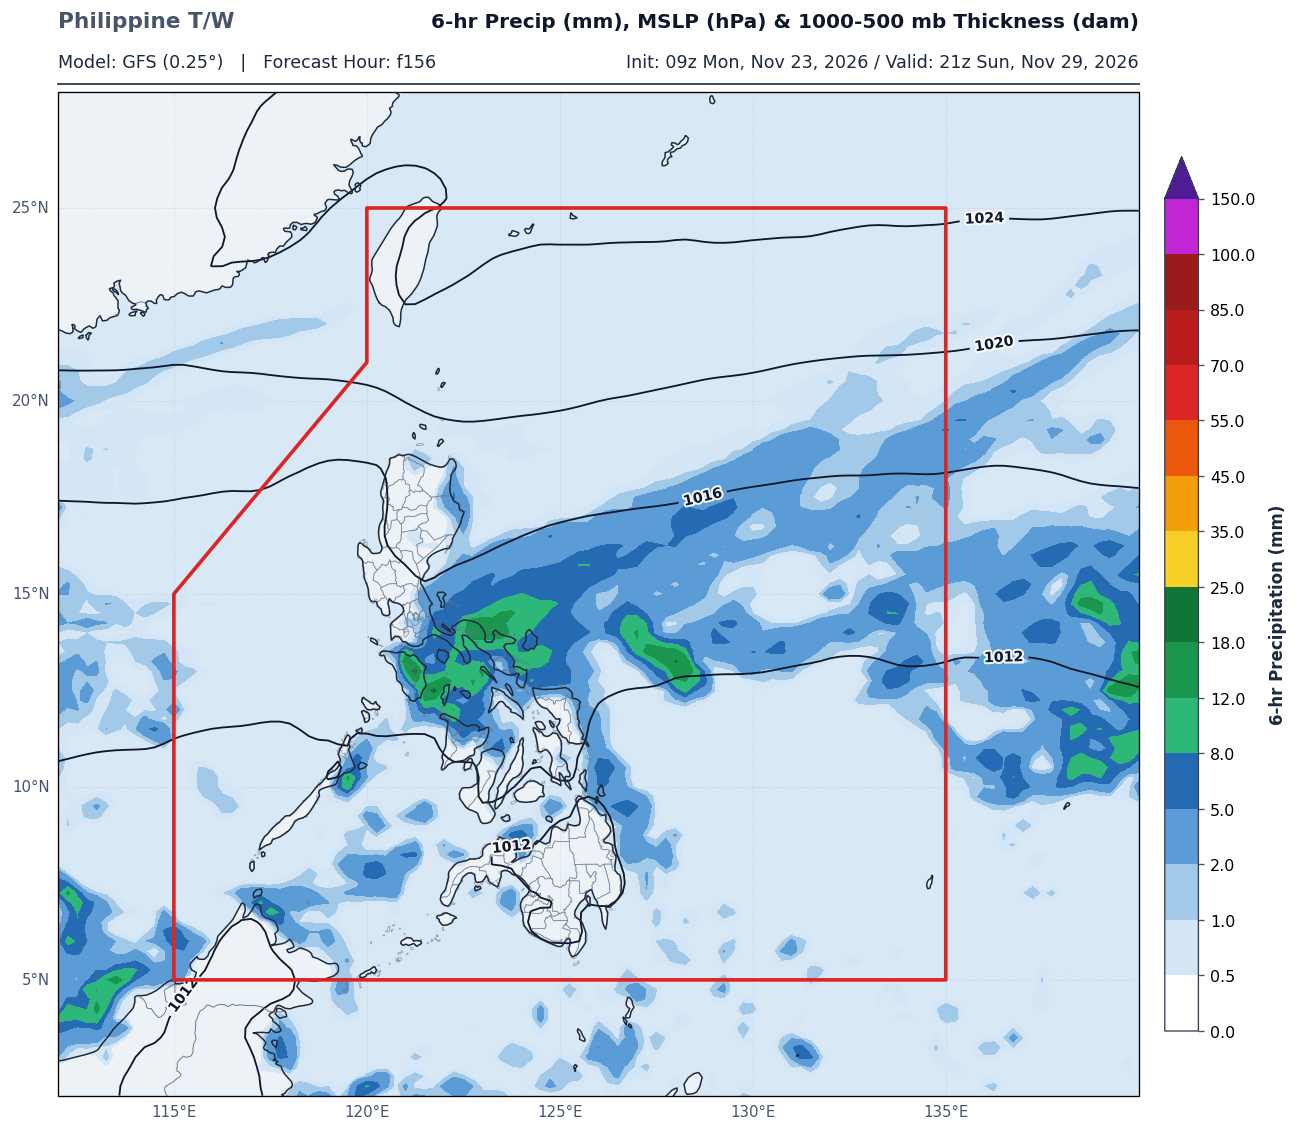 Philippine T/W
6-hr Precip (mm), MSLP (hPa) & 1000-500 mb Thickness (dam)
Model: GFS (0.25°) | Forecast Hour: f156
Init: 09z Mon, Nov 23, 2026 / Valid: 21z Sun, Nov 29, 2026
25°N
20°N
15°N
10°N
5°N
115°E
120°E
125°E
130°E
135°E
1024
1020
1016
1012
1012
1012
150.0
100.0
85.0
70.0
55.0
45.0
35.0
25.0
18.0
12.0
8.0
5.0
2.0
1.0
0.5
0.0
6-hr Precipitation (mm)